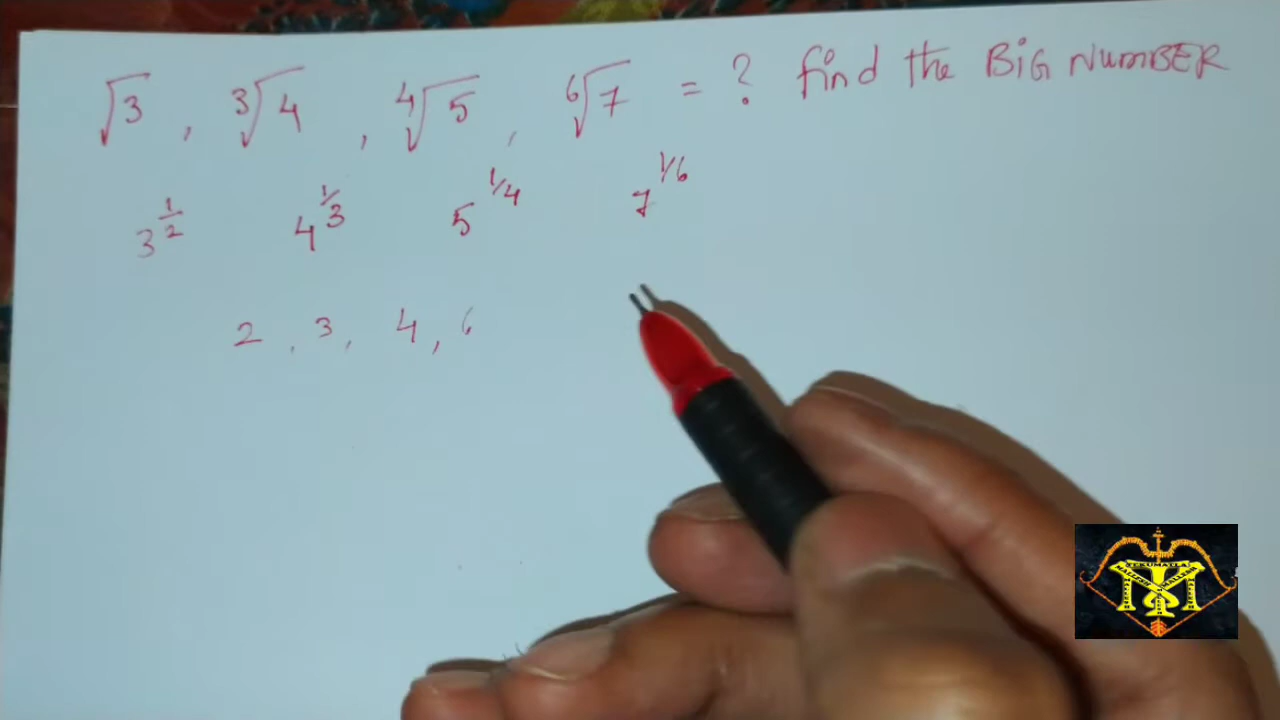 √3 , ³√4 , ⁴√5 , ⁶√7 = ? find the BiG NumBER
3^1/2 4^1/3 5^1/4 7^1/6
2 , 3 , 4 , 6